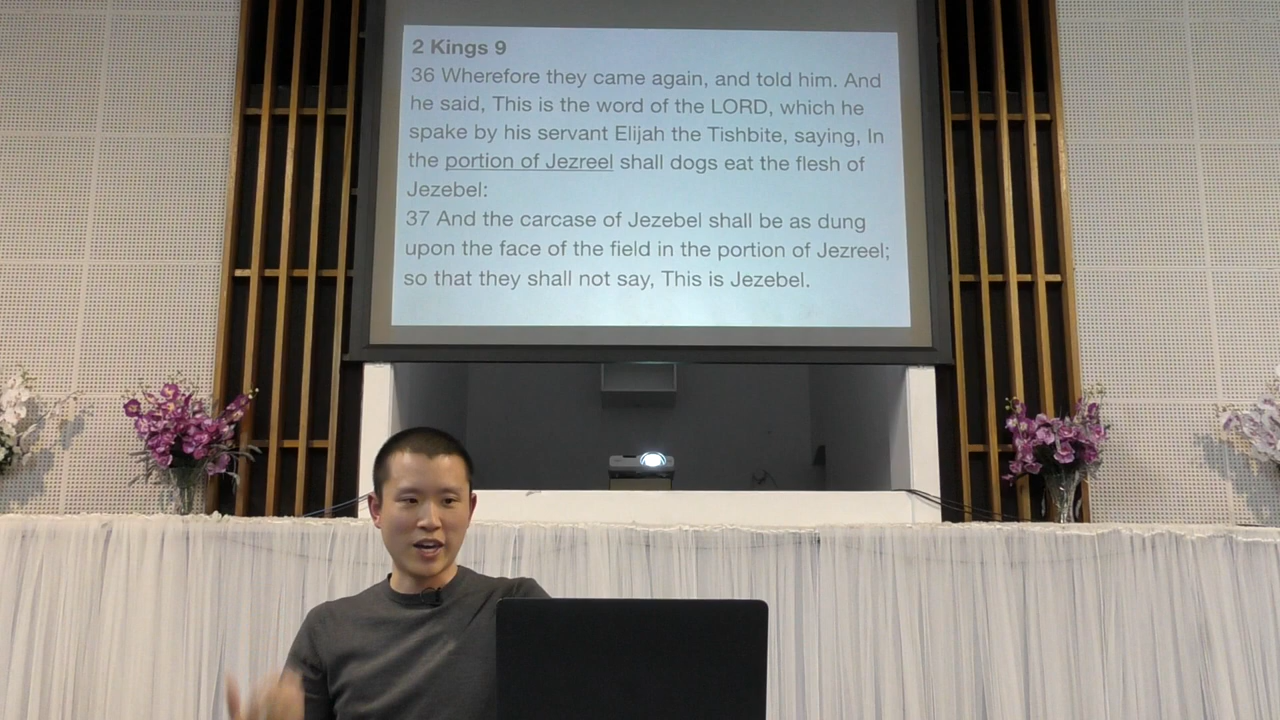 2 Kings 9
36 Wherefore they came again, and told him. And
he said, This is the word of the LORD, which he
spake by his servant Elijah the Tishbite, saying, In
the portion of Jezreel shall dogs eat the flesh of
Jezebel:
37 And the carcase of Jezebel shall be as dung
upon the face of the field in the portion of Jezreel;
so that they shall not say, This is Jezebel.